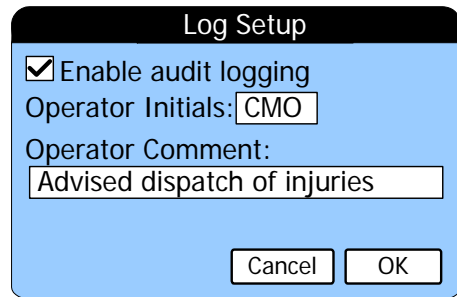 Log Setup
Enable audit logging
Operator Initials: CMO
Operator Comment:
Advised dispatch of injuries
Cancel OK